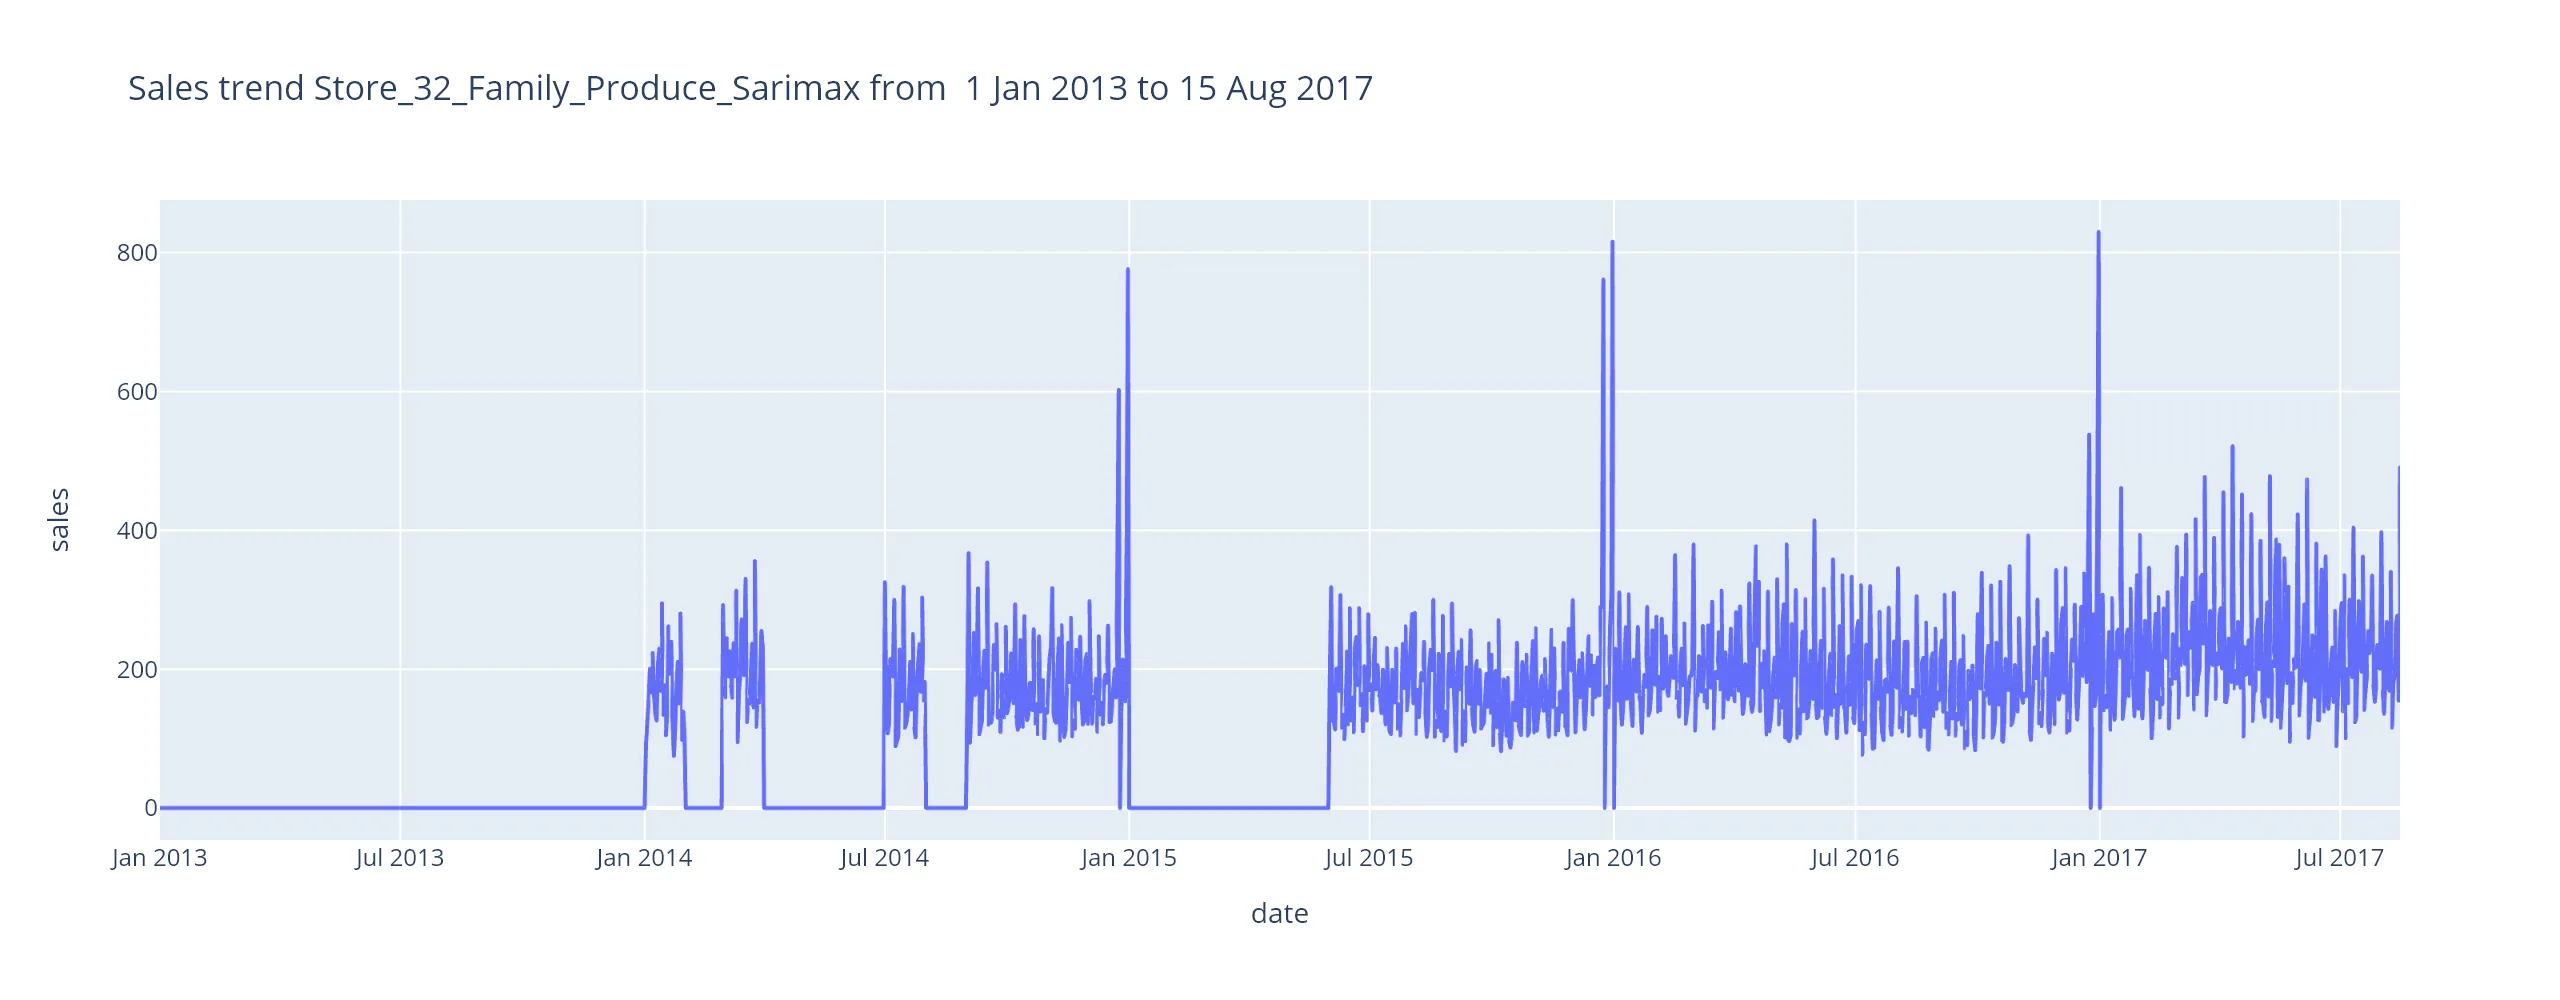 Sales trend Store_32_Family_Produce_Sarimax from  1 Jan 2013 to 15 Aug 2017
800
600
400
200
0
sales
Jan 2013 Jul 2013 Jan 2014 Jul 2014 Jan 2015 Jul 2015 Jan 2016 Jul 2016 Jan 2017 Jul 2017
date